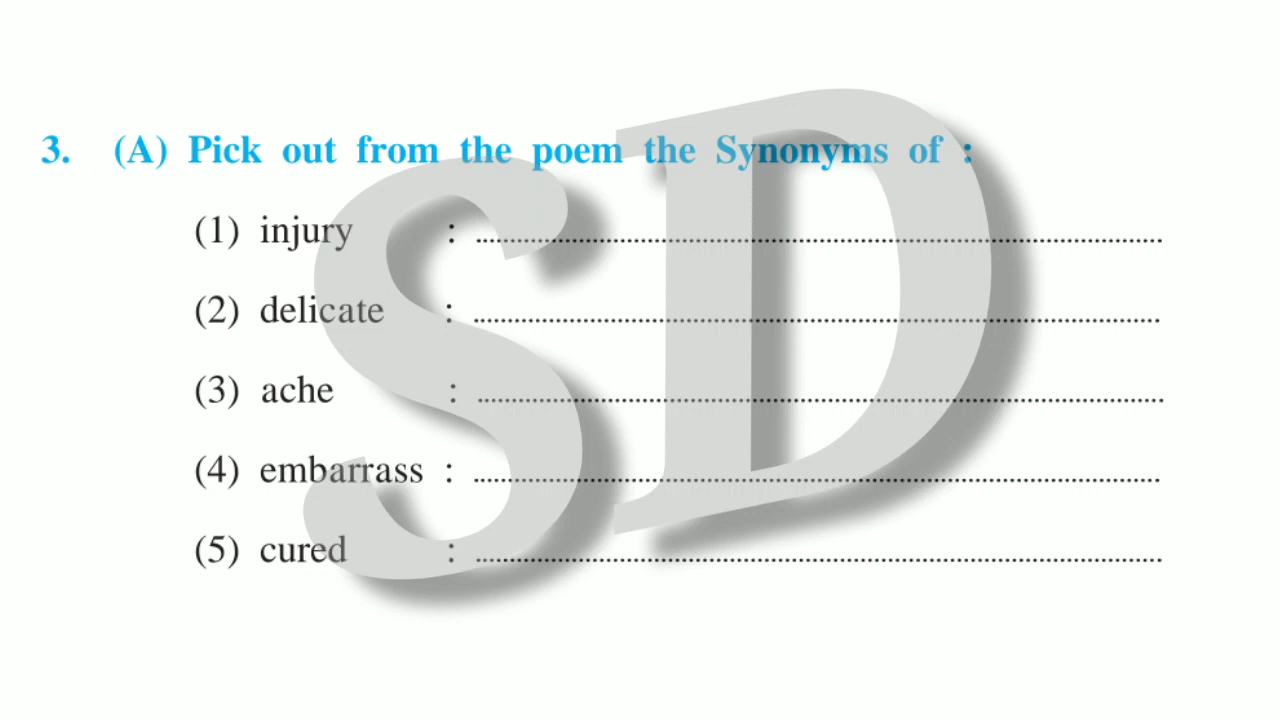 3. (A) Pick out from the poem the Synonyms of :
(1) injury : ........................................
(2) delicate : ........................................
(3) ache : ........................................
(4) embarrass : ........................................
(5) cured : ........................................
SD